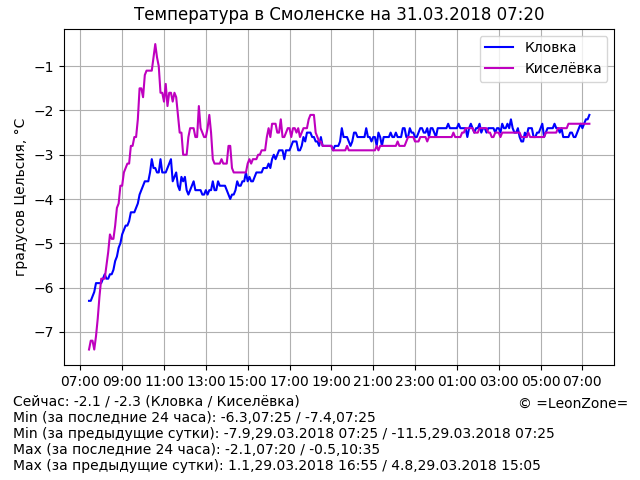 Температура в Смоленске на 31.03.2018 07:20
Кловка
Киселёвка
градусов Цельсия, °C
−1
−2
−3
−4
−5
−6
−7
07:00 09:00 11:00 13:00 15:00 17:00 19:00 21:00 23:00 01:00 03:00 05:00 07:00
Сейчас: -2.1 / -2.3 (Кловка / Киселёвка)
© =LeonZone=
Min (за последние 24 часа): -6.3,07:25 / -7.4,07:25
Min (за предыдущие сутки): -7.9,29.03.2018 07:25 / -11.5,29.03.2018 07:25
Max (за последние 24 часа): -2.1,07:20 / -0.5,10:35
Max (за предыдущие сутки): 1.1,29.03.2018 16:55 / 4.8,29.03.2018 15:05